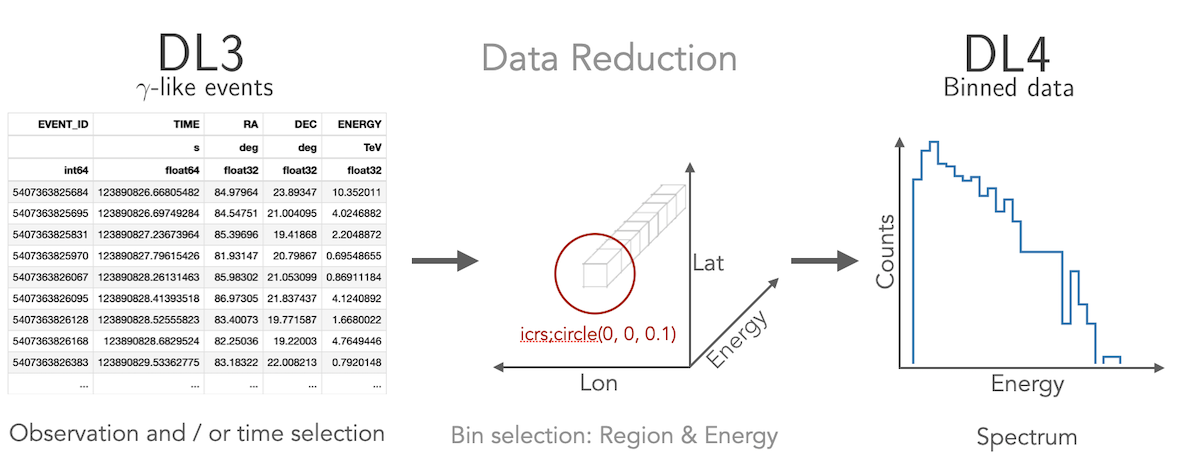 DL3
γ-like events
EVENT_ID TIME RA DEC ENERGY
s deg deg TeV
int64 float64 float32 float32 float32
5407363825684 123890826.66805482 84.97964 23.89347 10.352011
5407363825695 123890826.69749284 84.54751 21.004095 4.0246882
5407363825831 123890827.23673964 85.39696 19.41868 2.2048872
5407363825970 123890827.79615426 81.93147 20.79867 0.69548655
5407363826067 123890828.26131463 85.98302 21.053099 0.86911184
5407363826095 123890828.41393518 86.97305 21.837437 4.1240892
5407363826128 123890828.52555823 83.40073 19.771587 1.6680022
5407363826168 123890828.6829524 82.25036 19.22003 4.7649446
5407363826383 123890829.53362775 83.18322 22.008213 0.7920148
... ... ... ... ...
Observation and / or time selection
Data Reduction
Lat
icrs;circle(0, 0, 0.1)
Energy
Lon
Bin selection: Region & Energy
DL4
Binned data
Counts
Energy
Spectrum